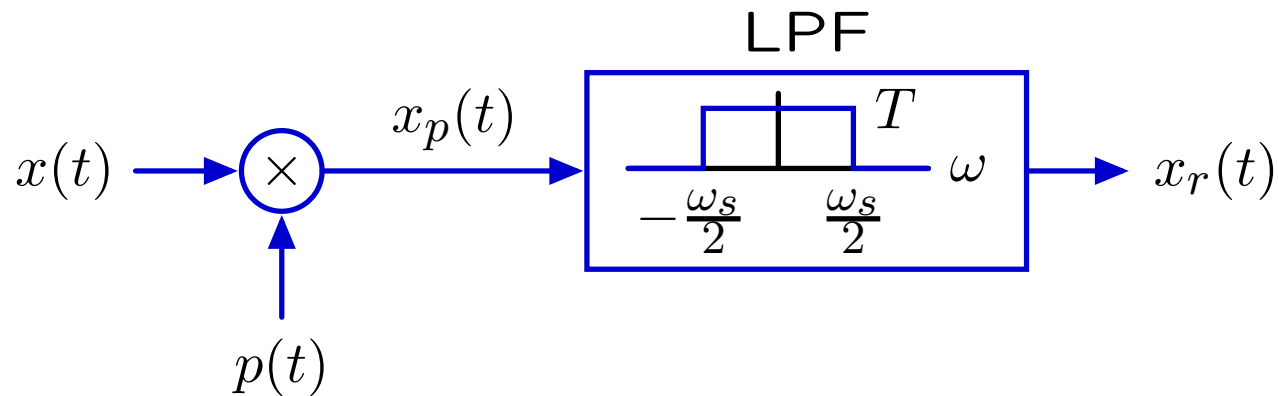 LPF
x(t)
×
x_p(t)
T
ω
−ω_s/2
ω_s/2
x_r(t)
p(t)